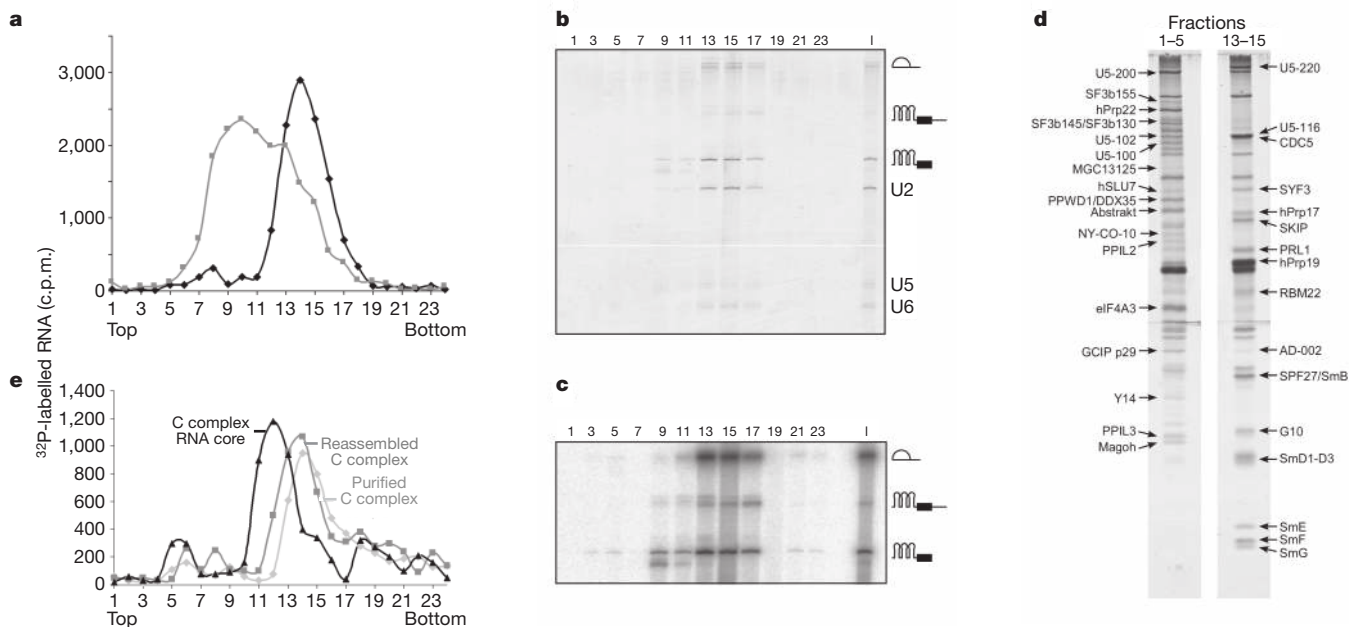 a
3,000
2,000
1,000
0
1 3 5 7 9 11 13 15 17 19 21 23
Top Bottom
³²P-labelled RNA (c.p.m.)
e
1,400
1,200
1,000
800
600
400
200
0
C complex
RNA core
Reassembled
C complex
Purified
C complex
1 3 5 7 9 11 13 15 17 19 21 23
Top Bottom
b
1 3 5 7 9 11 13 15 17 19 21 23 I
U2
U5
U6
c
1 3 5 7 9 11 13 15 17 19 21 23 I
d
Fractions
1–5 13–15
U5-200
SF3b155
hPrp22
SF3b145/SF3b130
U5-102
U5-100
MGC13125
hSLU7
PPWD1/DDX35
Abstrakt
NY-CO-10
PPIL2
eIF4A3
GCIP p29
Y14
PPIL3
Magoh
U5-220
U5-116
CDC5
SYF3
hPrp17
SKIP
PRL1
hPrp19
RBM22
AD-002
SPF27/SmB
G10
SmD1-D3
SmE
SmF
SmG